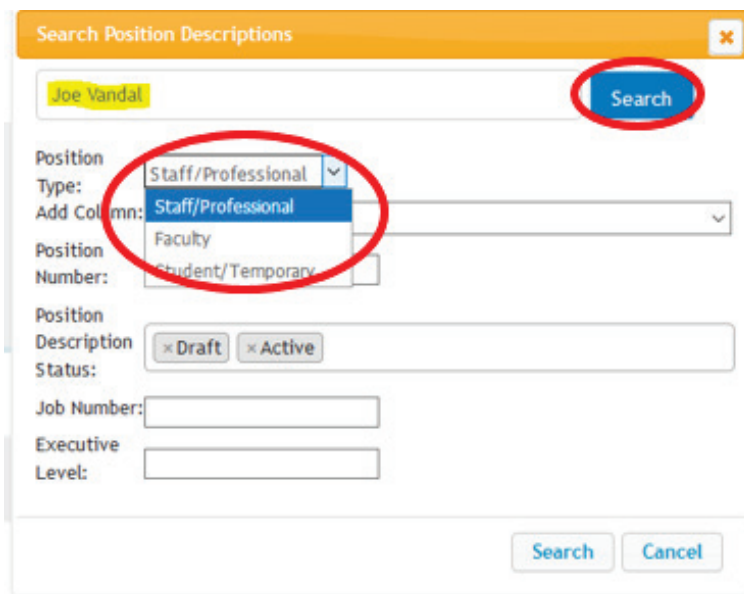 Search Position Descriptions ×
Joe Vandal Search
Position
Type:
Staff/Professional
Staff/Professional
Add Column:
Faculty
Position
Number:
Student/Temporary
Position
Description
Status:
× Draft × Active
Job Number:
Executive
Level:
Search Cancel